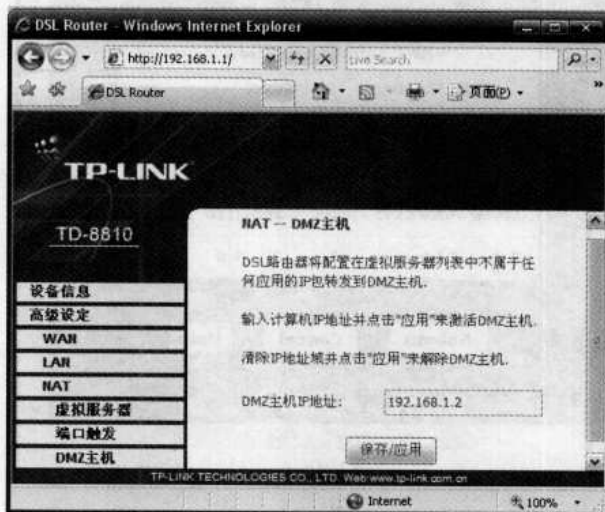 DSL Router - Windows Internet Explorer
http://192.168.1.1/
Live Search
DSL Router
页面(P)
»
TP-LINK
TD-8810
设备信息
高级设定
WAN
LAN
NAT
虚拟服务器
端口触发
DMZ主机
NAT — DMZ主机
DSL路由器将配置在虚拟服务器列表中不属于任
何应用的IP包转发到DMZ主机.
输入计算机IP地址并点击"应用"来激活DMZ主机.
清除IP地址域并点击"应用"来解除DMZ主机.
DMZ主机IP地址: 192.168.1.2
保存/应用
TP-LINK TECHNOLOGIES CO., LTD. Web:www.tp-link.com.cn
Internet
100%